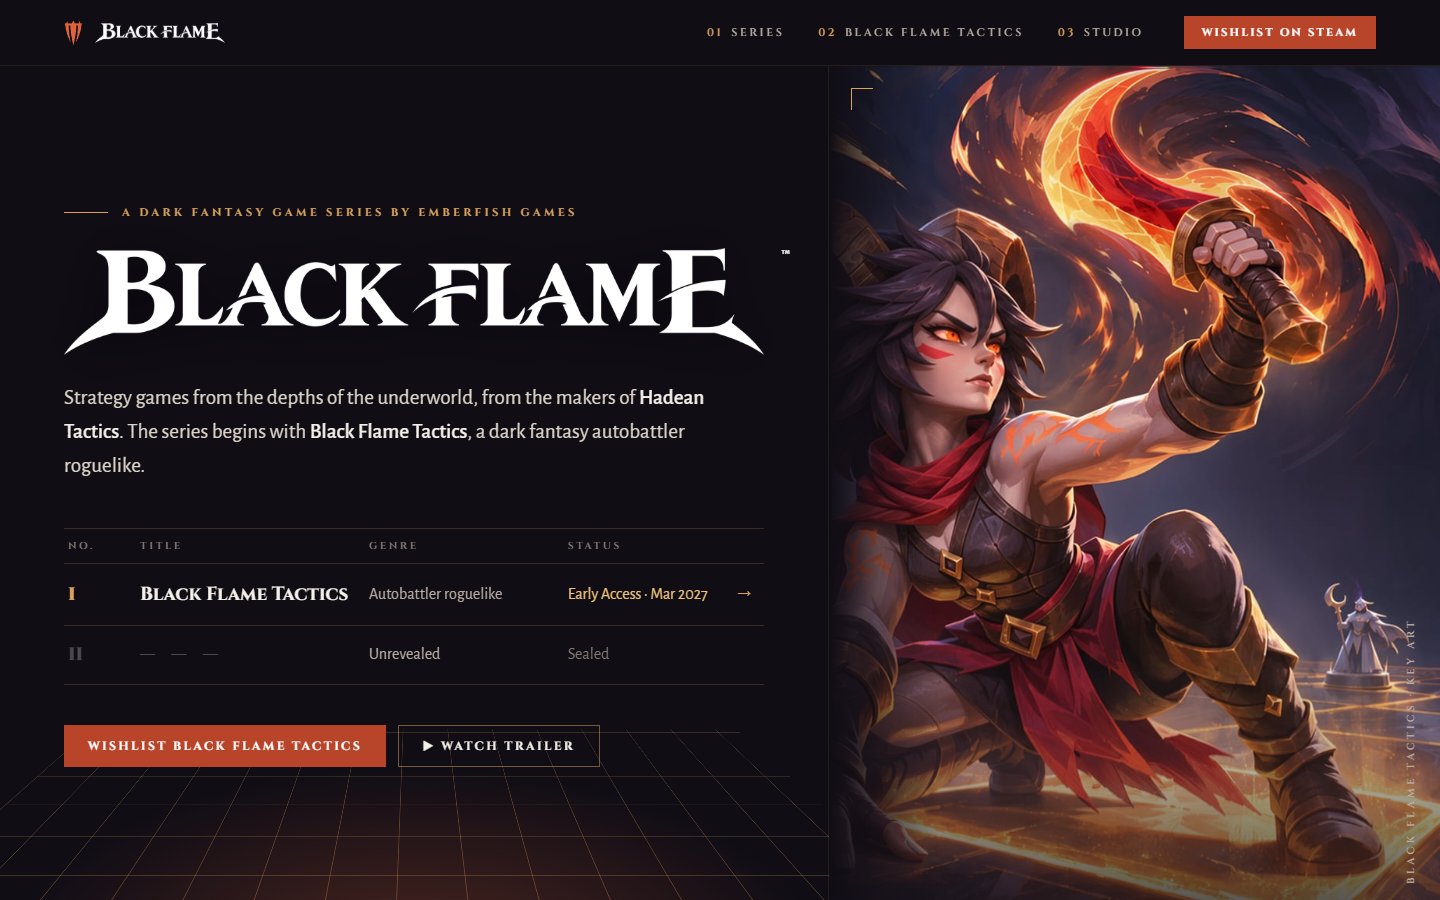 BLACK FLAME
01 SERIES
02 BLACK FLAME TACTICS
03 STUDIO
WISHLIST ON STEAM
A DARK FANTASY GAME SERIES BY EMBERFISH GAMES
BLACK FLAME ™
Strategy games from the depths of the underworld, from the makers of Hadean
Tactics. The series begins with Black Flame Tactics, a dark fantasy autobattler
roguelike.
NO. TITLE GENRE STATUS
I BLACK FLAME TACTICS Autobattler roguelike Early Access · Mar 2027 →
II — — — Unrevealed Sealed
WISHLIST BLACK FLAME TACTICS
▶ WATCH TRAILER
BLACK FLAME TACTICS KEY ART